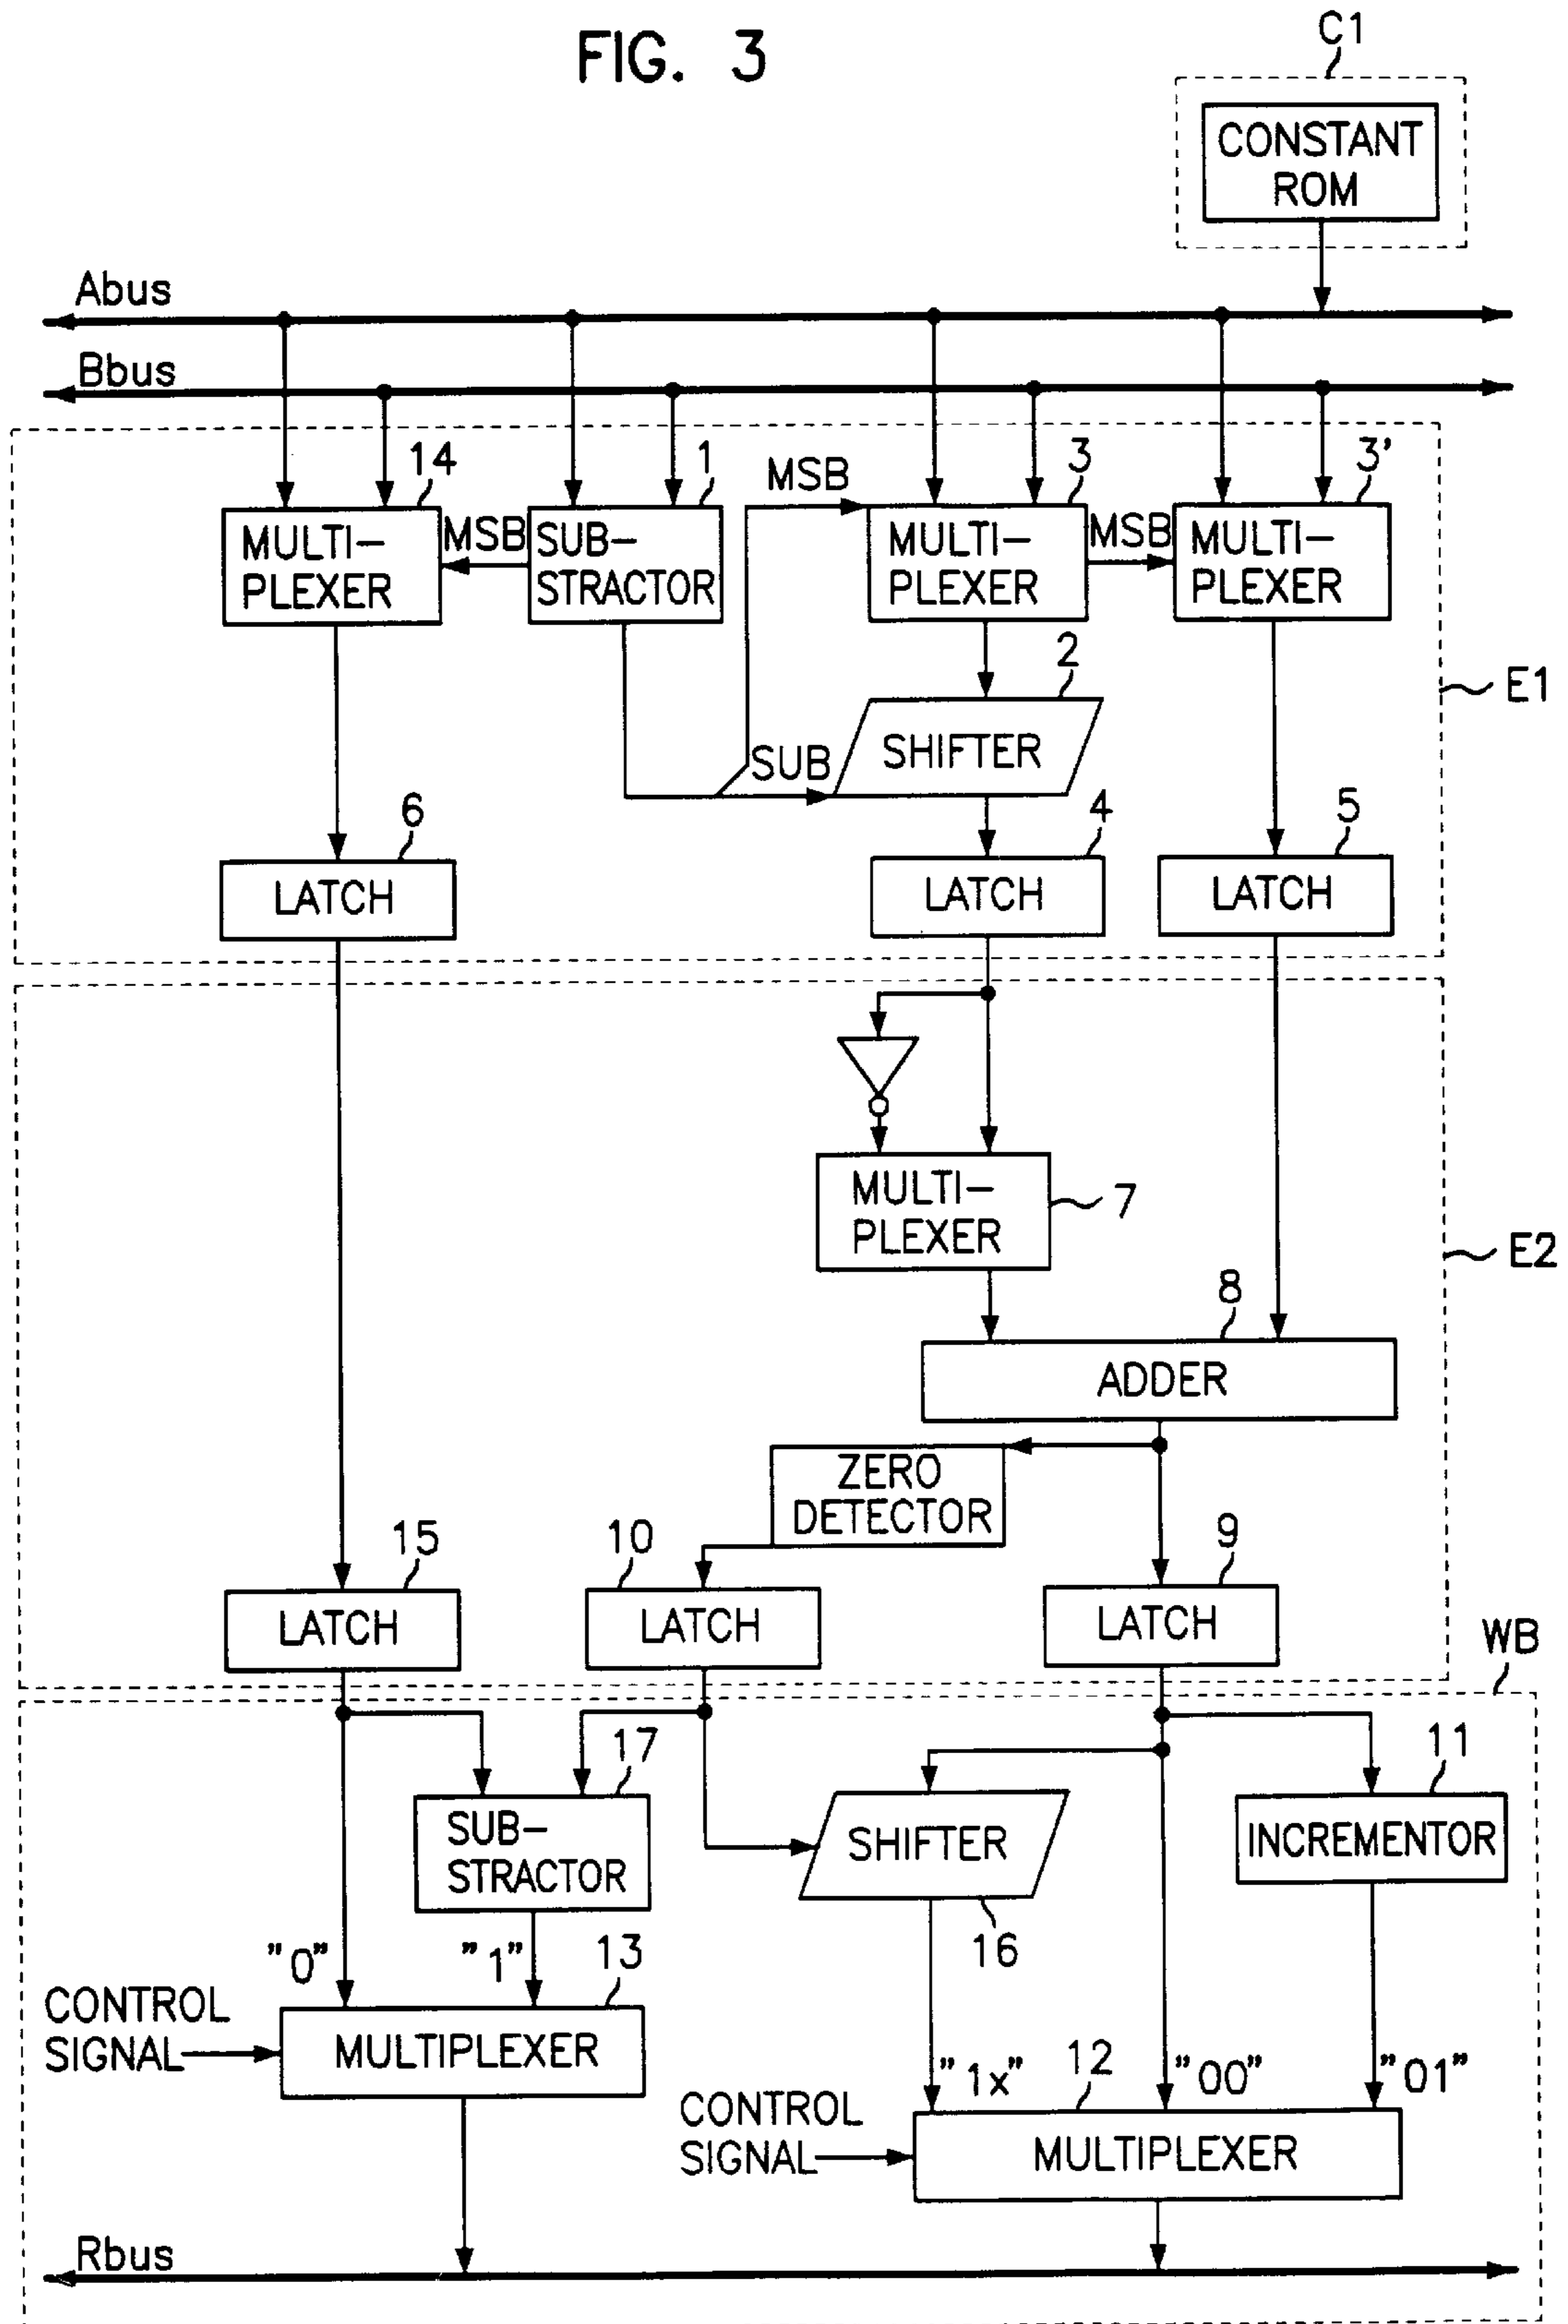 FIG. 3
C1
CONSTANT
ROM
Abus
Bbus
14
1
3
3'
MSB
MULTI-
PLEXER
MSB
SUB-
STRACTOR
MULTI-
PLEXER
MSB
MULTI-
PLEXER
2
E1
SUB
SHIFTER
6
4
5
LATCH
LATCH
LATCH
MULTI-
PLEXER
7
E2
8
ADDER
ZERO
DETECTOR
15
10
9
LATCH
LATCH
LATCH
WB
17
11
SUB-
STRACTOR
SHIFTER
INCREMENTOR
16
"0"
"1"
13
CONTROL
SIGNAL
MULTIPLEXER
"1x"
12
"00"
"01"
CONTROL
SIGNAL
MULTIPLEXER
Rbus